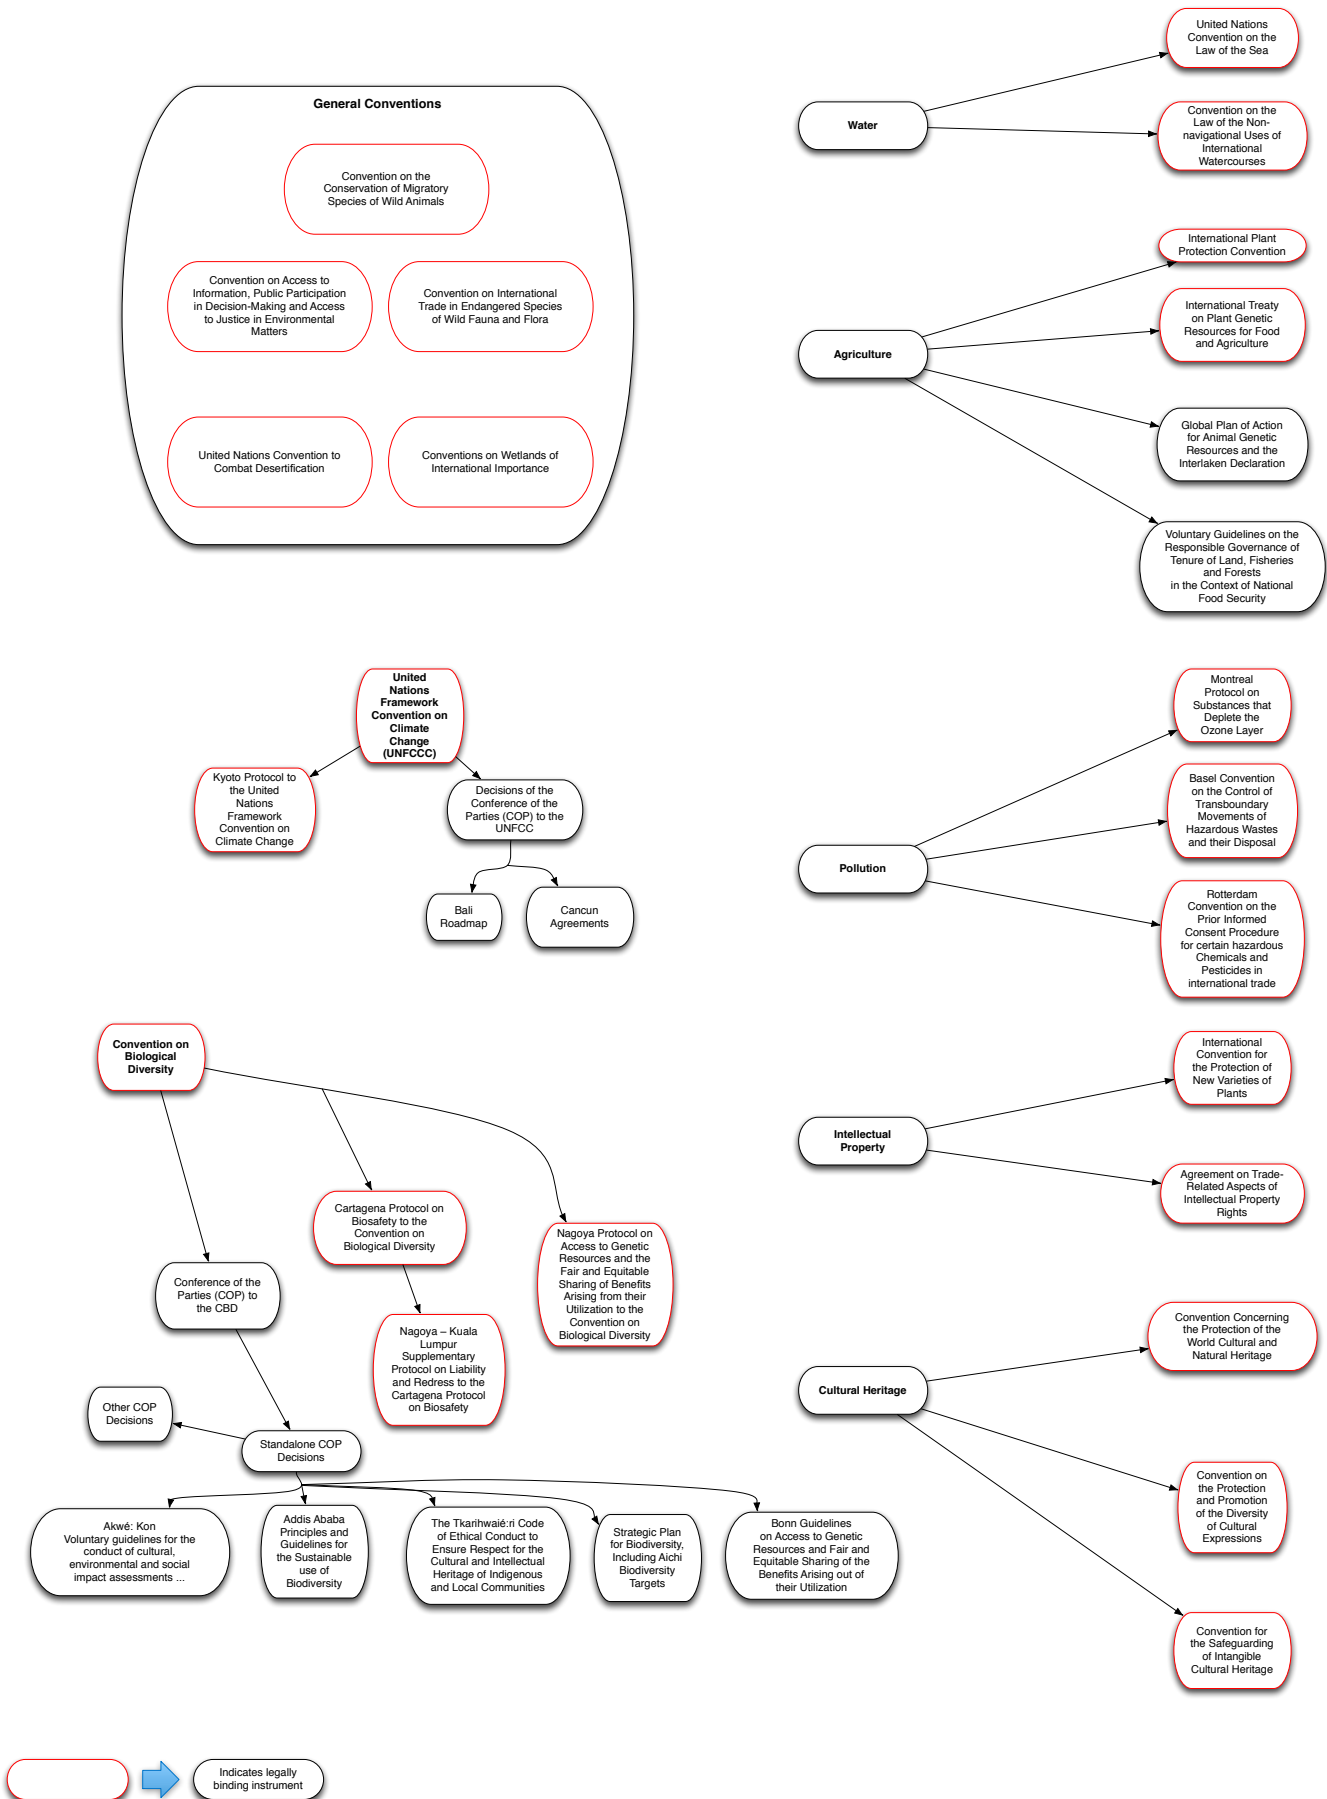 General Conventions
Convention on the
Conservation of Migratory
Species of Wild Animals
Convention on Access to
Information, Public Participation
in Decision-Making and Access
to Justice in Environmental
Matters
Convention on International
Trade in Endangered Species
of Wild Fauna and Flora
United Nations Convention to
Combat Desertification
Conventions on Wetlands of
International Importance
United
Nations
Framework
Convention on
Climate
Change
(UNFCCC)
Kyoto Protocol to
the United
Nations
Framework
Convention on
Climate Change
Decisions of the
Conference of the
Parties (COP) to the
UNFCC
Bali
Roadmap
Cancun
Agreements
Convention on
Biological
Diversity
Cartagena Protocol on
Biosafety to the
Convention on
Biological Diversity
Nagoya Protocol on
Access to Genetic
Resources and the
Fair and Equitable
Sharing of Benefits
Arising from their
Utilization to the
Convention on
Biological Diversity
Conference of the
Parties (COP) to
the CBD
Nagoya – Kuala
Lumpur
Supplementary
Protocol on Liability
and Redress to the
Cartagena Protocol
on Biosafety
Other COP
Decisions
Standalone COP
Decisions
Akwé: Kon
Voluntary guidelines for the
conduct of cultural,
environmental and social
impact assessments ...
Addis Ababa
Principles and
Guidelines for
the Sustainable
use of
Biodiversity
The Tkarihwaié:ri Code
of Ethical Conduct to
Ensure Respect for the
Cultural and Intellectual
Heritage of Indigenous
and Local Communities
Strategic Plan
for Biodiversity,
Including Aichi
Biodiversity
Targets
Bonn Guidelines
on Access to Genetic
Resources and Fair and
Equitable Sharing of the
Benefits Arising out of
their Utilization
Water
United Nations
Convention on the
Law of the Sea
Convention on the
Law of the Non-
navigational Uses of
International
Watercourses
Agriculture
International Plant
Protection Convention
International Treaty
on Plant Genetic
Resources for Food
and Agriculture
Global Plan of Action
for Animal Genetic
Resources and the
Interlaken Declaration
Voluntary Guidelines on the
Responsible Governance of
Tenure of Land, Fisheries
and Forests
in the Context of National
Food Security
Pollution
Montreal
Protocol on
Substances that
Deplete the
Ozone Layer
Basel Convention
on the Control of
Transboundary
Movements of
Hazardous Wastes
and their Disposal
Rotterdam
Convention on the
Prior Informed
Consent Procedure
for certain hazardous
Chemicals and
Pesticides in
international trade
Intellectual
Property
International
Convention for
the Protection of
New Varieties of
Plants
Agreement on Trade-
Related Aspects of
Intellectual Property
Rights
Cultural Heritage
Convention Concerning
the Protection of the
World Cultural and
Natural Heritage
Convention on
the Protection
and Promotion
of the Diversity
of Cultural
Expressions
Convention for
the Safeguarding
of Intangible
Cultural Heritage
Indicates legally
binding instrument